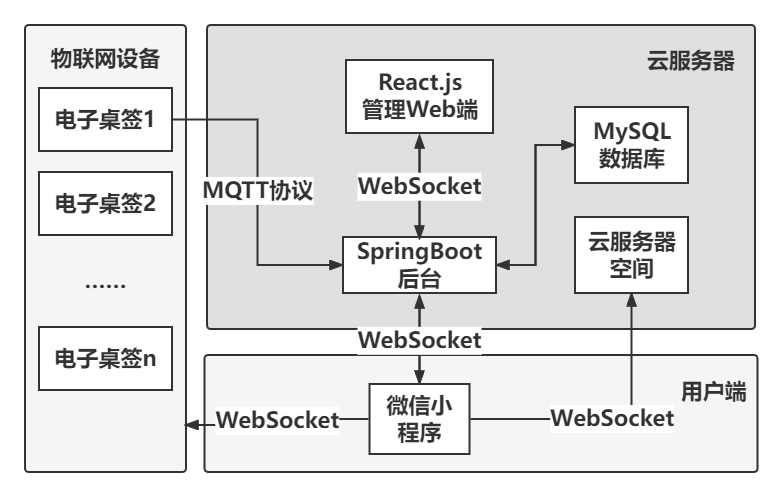 物联网设备
电子桌签1
电子桌签2
……
电子桌签n
云服务器
React.js
管理Web端
MySQL
数据库
MQTT协议
WebSocket
SpringBoot
后台
云服务器
空间
WebSocket
用户端
微信小
程序
WebSocket
WebSocket